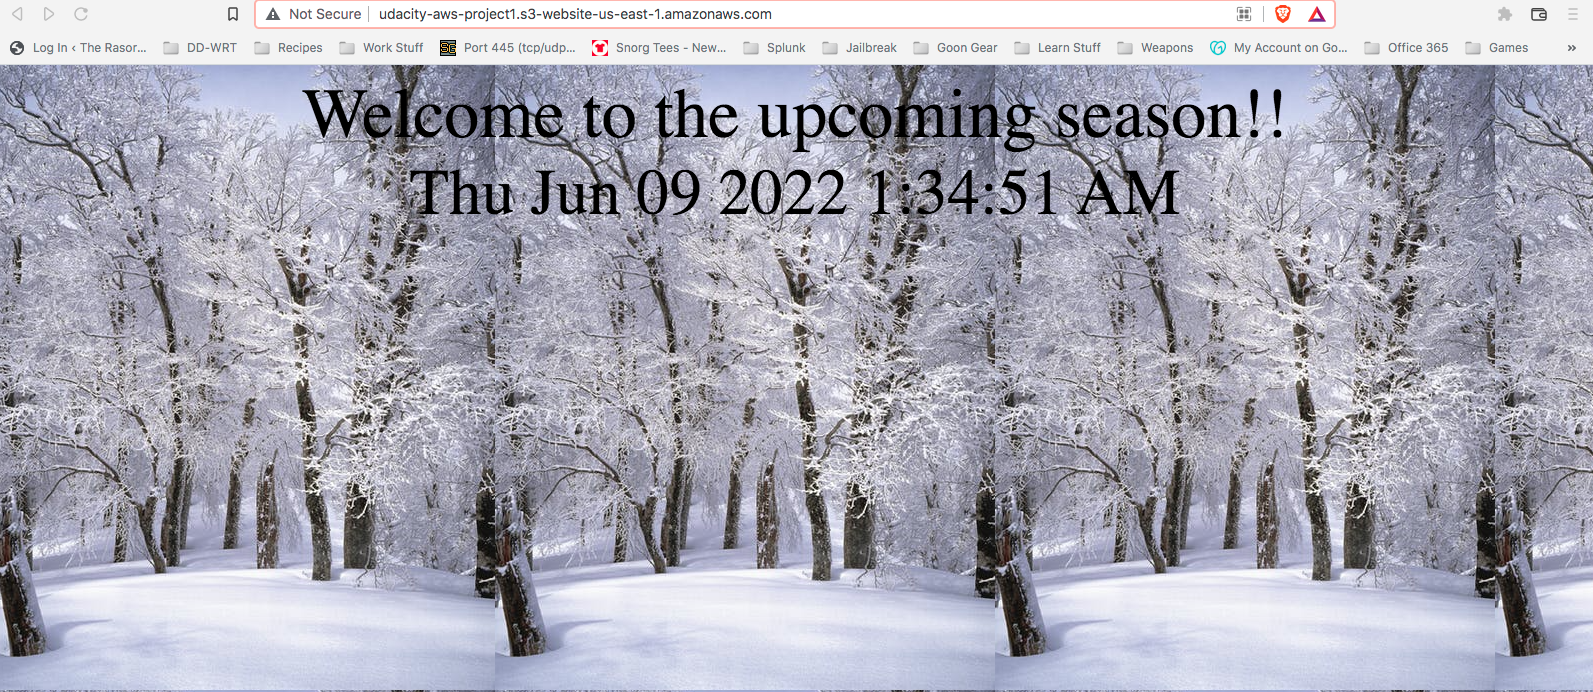 Not Secure udacity-aws-project1.s3-website-us-east-1.amazonaws.com
Log In ‹ The Rasor... DD-WRT Recipes Work Stuff Port 445 (tcp/udp... Snorg Tees - New... Splunk Jailbreak Goon Gear Learn Stuff Weapons My Account on Go... Office 365 Games »
Welcome to the upcoming season!!
Thu Jun 09 2022 1:34:51 AM